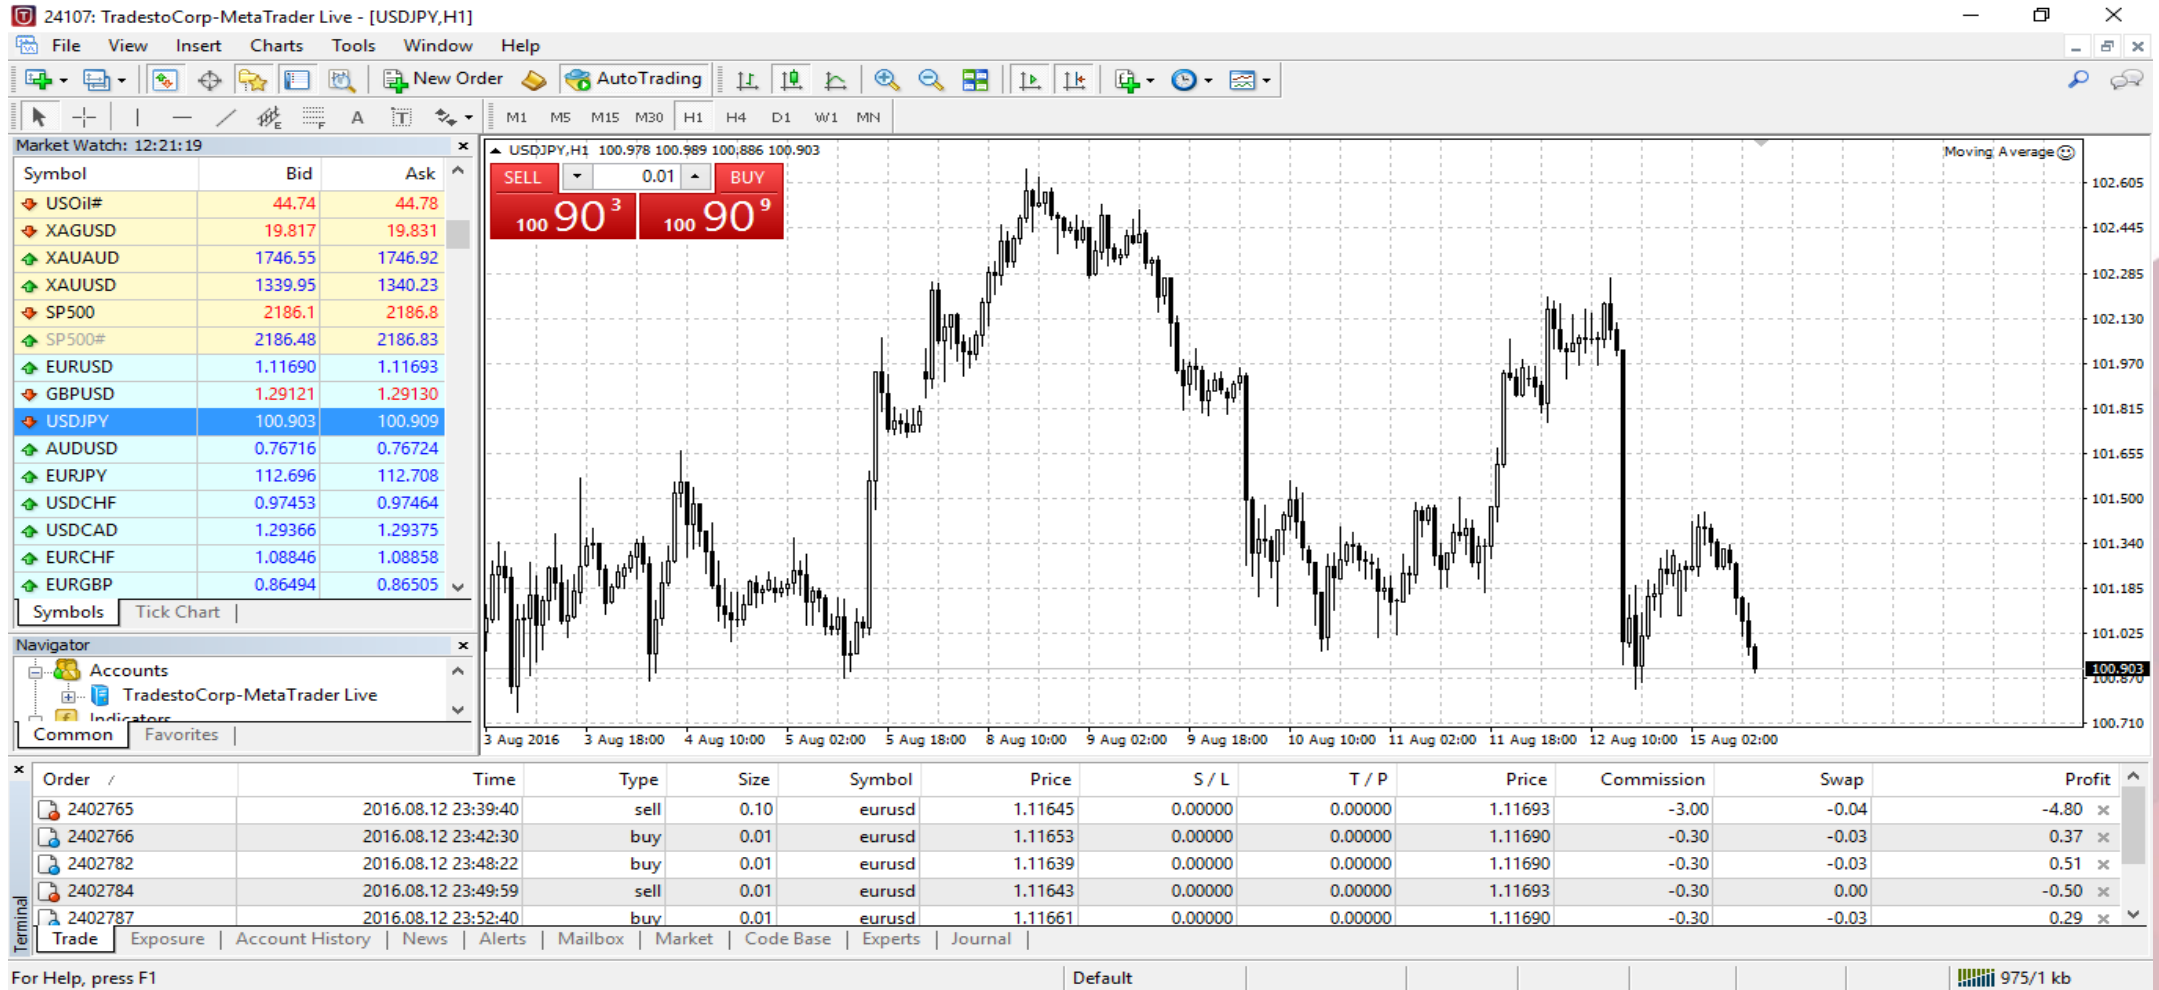 24107: TradestoCorp-MetaTrader Live - [USDJPY,H1]
File View Insert Charts Tools Window Help
New Order AutoTrading
E F A T M1 M5 M15 M30 H1 H4 D1 W1 MN
Market Watch: 12:21:19
Symbol Bid Ask
USOil# 44.74 44.78
XAGUSD 19.817 19.831
XAUAUD 1746.55 1746.92
XAUUSD 1339.95 1340.23
SP500 2186.1 2186.8
SP500# 2186.48 2186.83
EURUSD 1.11690 1.11693
GBPUSD 1.29121 1.29130
USDJPY 100.903 100.909
AUDUSD 0.76716 0.76724
EURJPY 112.696 112.708
USDCHF 0.97453 0.97464
USDCAD 1.29366 1.29375
EURCHF 1.08846 1.08858
EURGBP 0.86494 0.86505
Symbols Tick Chart
Navigator
Accounts
TradestoCorp-MetaTrader Live
Indicators
Common Favorites
USDJPY,H1 100.978 100.989 100.886 100.903
Moving Average
SELL 0.01 BUY
100 90 3 100 90 9
102.605
102.445
102.285
102.130
101.970
101.815
101.655
101.500
101.340
101.185
101.025
100.903
100.870
100.710
3 Aug 2016 3 Aug 18:00 4 Aug 10:00 5 Aug 02:00 5 Aug 18:00 8 Aug 10:00 9 Aug 02:00 9 Aug 18:00 10 Aug 10:00 11 Aug 02:00 11 Aug 18:00 12 Aug 10:00 15 Aug 02:00
Order / Time Type Size Symbol Price S / L T / P Price Commission Swap Profit
2402765 2016.08.12 23:39:40 sell 0.10 eurusd 1.11645 0.00000 0.00000 1.11693 -3.00 -0.04 -4.80
2402766 2016.08.12 23:42:30 buy 0.01 eurusd 1.11653 0.00000 0.00000 1.11690 -0.30 -0.03 0.37
2402782 2016.08.12 23:48:22 buy 0.01 eurusd 1.11639 0.00000 0.00000 1.11690 -0.30 -0.03 0.51
2402784 2016.08.12 23:49:59 sell 0.01 eurusd 1.11643 0.00000 0.00000 1.11693 -0.30 0.00 -0.50
2402787 2016.08.12 23:52:40 buy 0.01 eurusd 1.11661 0.00000 0.00000 1.11690 -0.30 -0.03 0.29
Terminal
Trade Exposure Account History News Alerts Mailbox Market Code Base Experts Journal
For Help, press F1 Default 975/1 kb